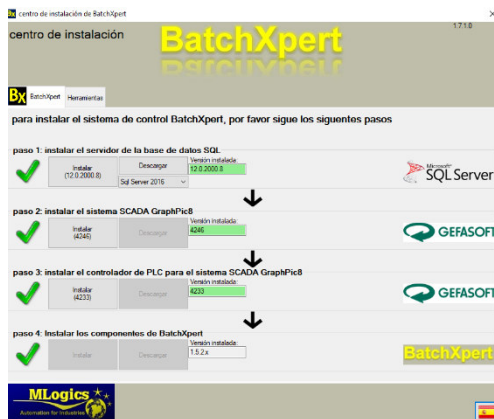 centro de instalación de BatchXpert
centro de instalación
BatchXpert
1.7.1.0
BX BatchXpert Herramientas
para instalar el sistema de control BatchXpert, por favor sigue los siguentes pasos
paso 1: instalar el servidor de la base de datos SQL
Instalar
(12.0.2000.8)
Descargar
Sql Server 2016
Versión instalada:
12.0.2000.8
Microsoft
SQL Server
paso 2: instalar el sistema SCADA GraphPic8
Instalar
(4246)
Descargar
Versión instalada:
4246
GEFASOFT
paso 3: instalar el controlador de PLC para el sistema SCADA GraphPic8
Instalar
(4233)
Descargar
Versión instalada:
4233
GEFASOFT
paso 4: Instalar los componentes de BatchXpert
Instalar
Descargar
Versión instalada:
1.5.2.x
BatchXpert
MLogics
Automation for Industries